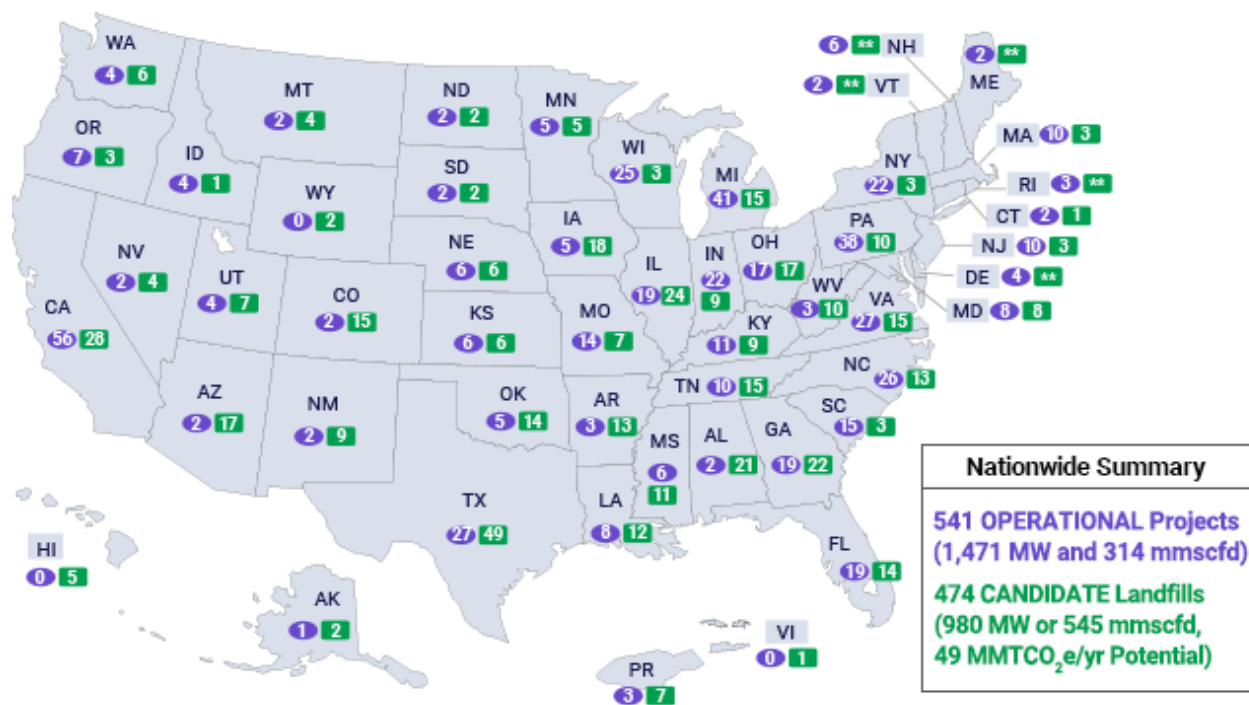 WA
4 6
OR
7 3
CA
56 28
NV
2 4
ID
4 1
MT
2 4
WY
0 2
UT
4 7
CO
2 15
AZ
2 17
NM
2 9
ND
2 2
SD
2 2
NE
6 6
KS
6 6
OK
5 14
TX
27 49
MN
5 5
IA
5 18
MO
14 7
AR
3 13
LA
8 12
WI
25 3
IL
19 24
MI
41 15
IN
22
9
OH
17 17
KY
11 9
TN 10 15
MS
6
11
AL
2 21
GA
19 22
FL
19 14
SC
15 3
NC
26 13
VA
27 15
WV
3 10
PA
38 10
NY
22 3
6 ** NH
2 ** VT
2 **
ME
MA 10 3
RI 3 **
CT 2 1
NJ 10 3
DE 4 **
MD 8 8
HI
0 5
AK
1 2
PR
3 7
VI
0 1
Nationwide Summary
541 OPERATIONAL Projects
(1,471 MW and 314 mmscfd)
474 CANDIDATE Landfills
(980 MW or 545 mmscfd,
49 MMTCO₂e/yr Potential)